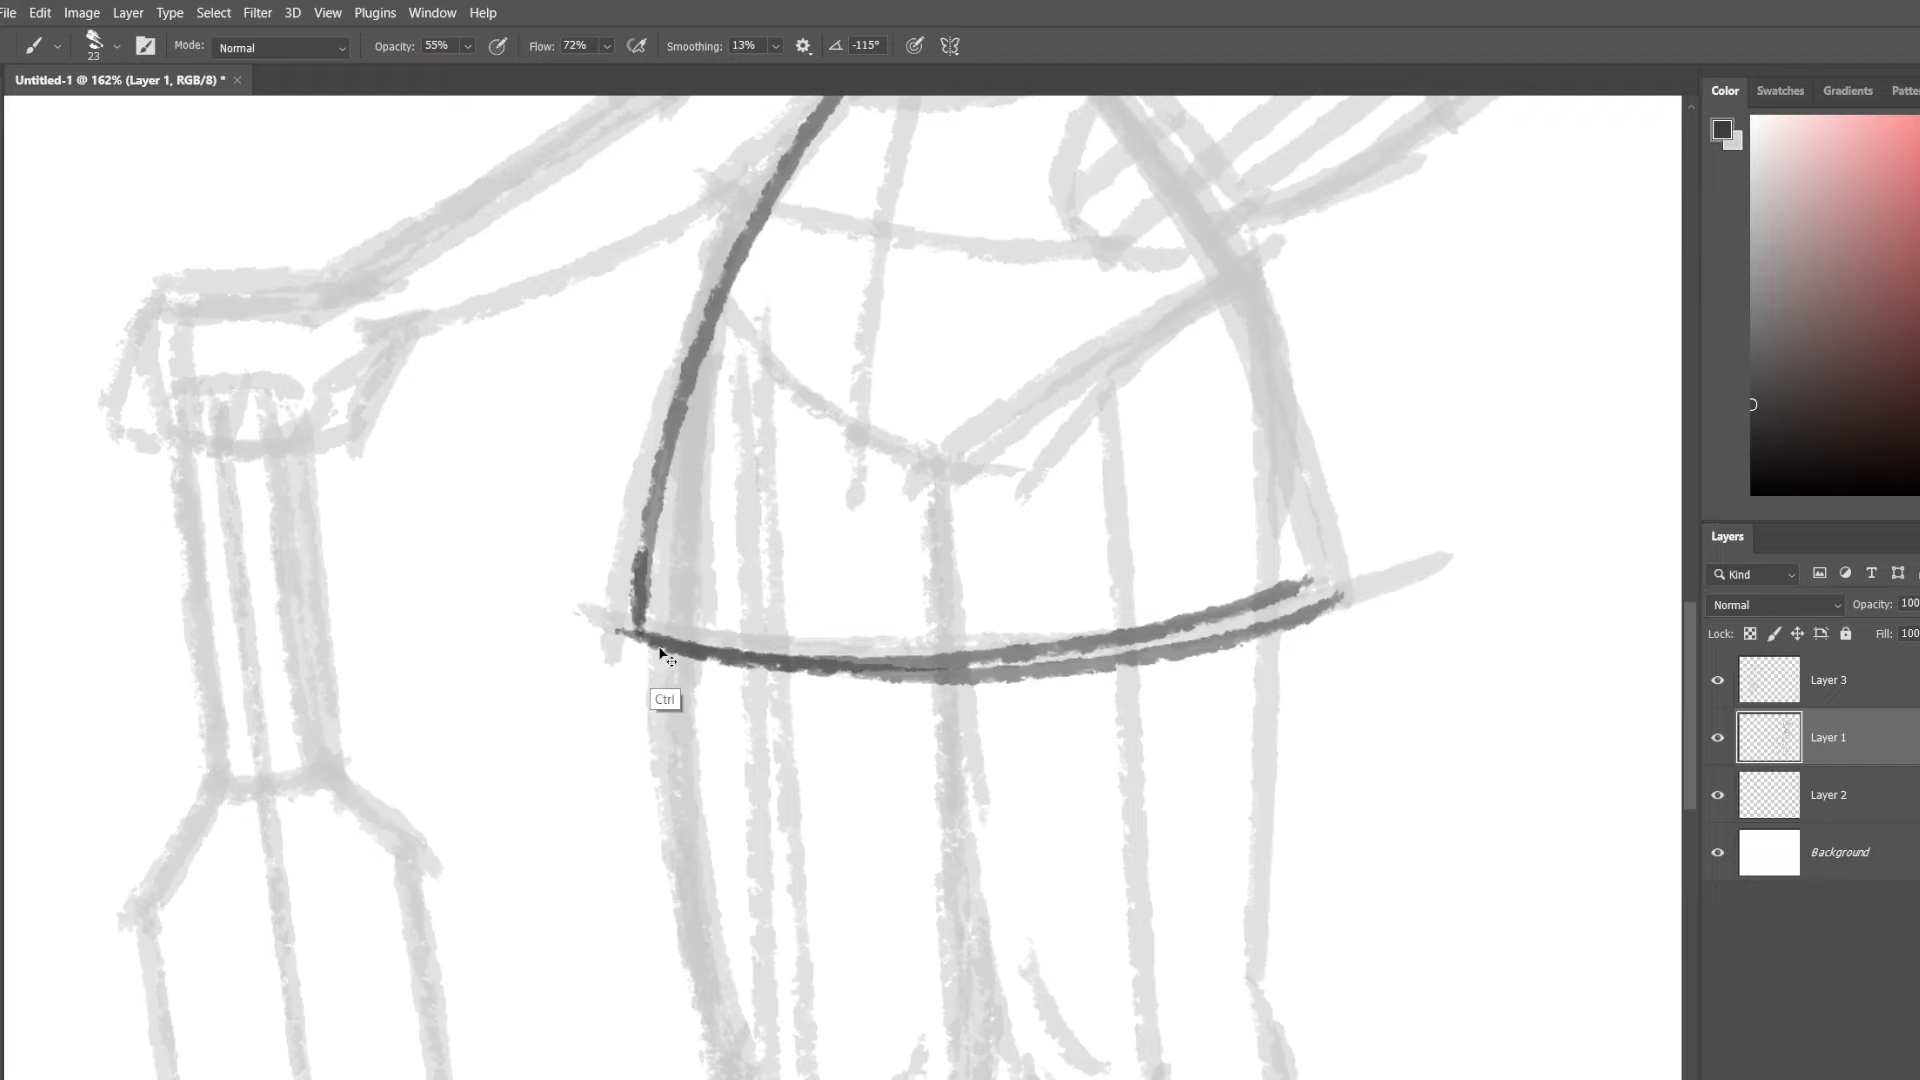 File Edit Image Layer Type Select Filter 3D View Plugins Window Help
23 Mode: Normal Opacity: 55% Flow: 72% Smoothing: 13% -115°
Untitled-1 @ 162% (Layer 1, RGB/8) * ×
Color Swatches Gradients Patte
Ctrl
Layers
Kind
Normal Opacity: 100
Lock: Fill: 100
Layer 3
Layer 1
Layer 2
Background